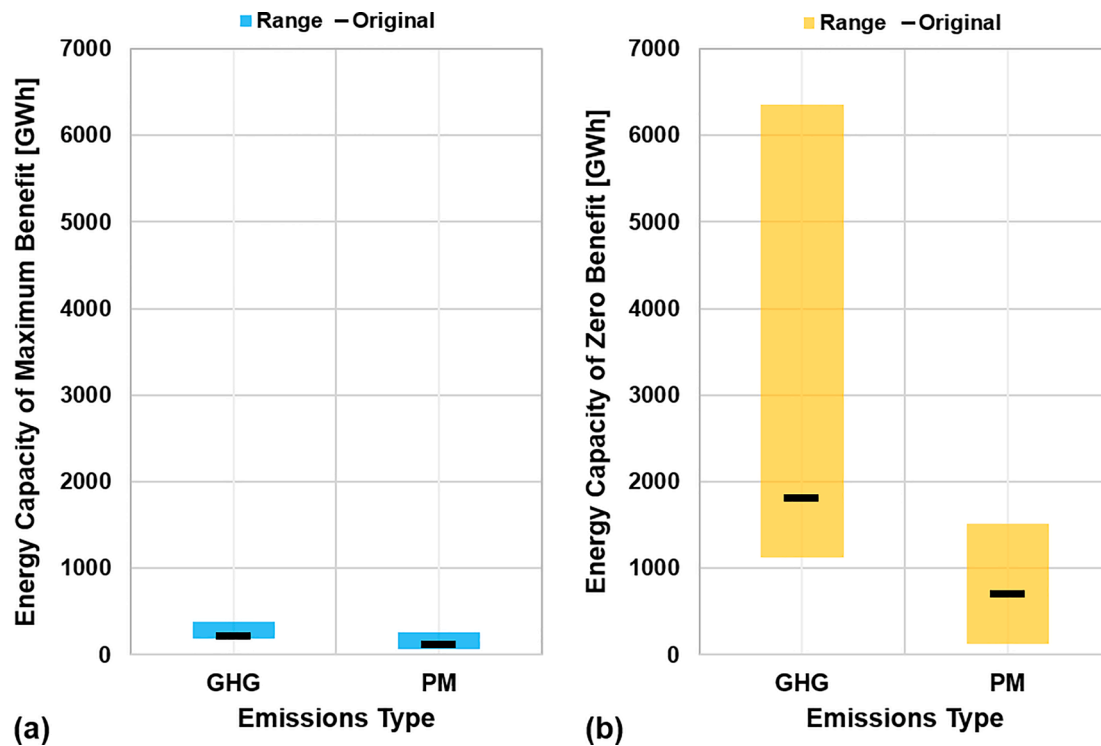 Range Original
7000
6000
5000
4000
3000
2000
1000
0
Energy Capacity of Maximum Benefit [GWh]
GHG PM
Emissions Type
(a)
Range Original
7000
6000
5000
4000
3000
2000
1000
0
Energy Capacity of Zero Benefit [GWh]
GHG PM
Emissions Type
(b)